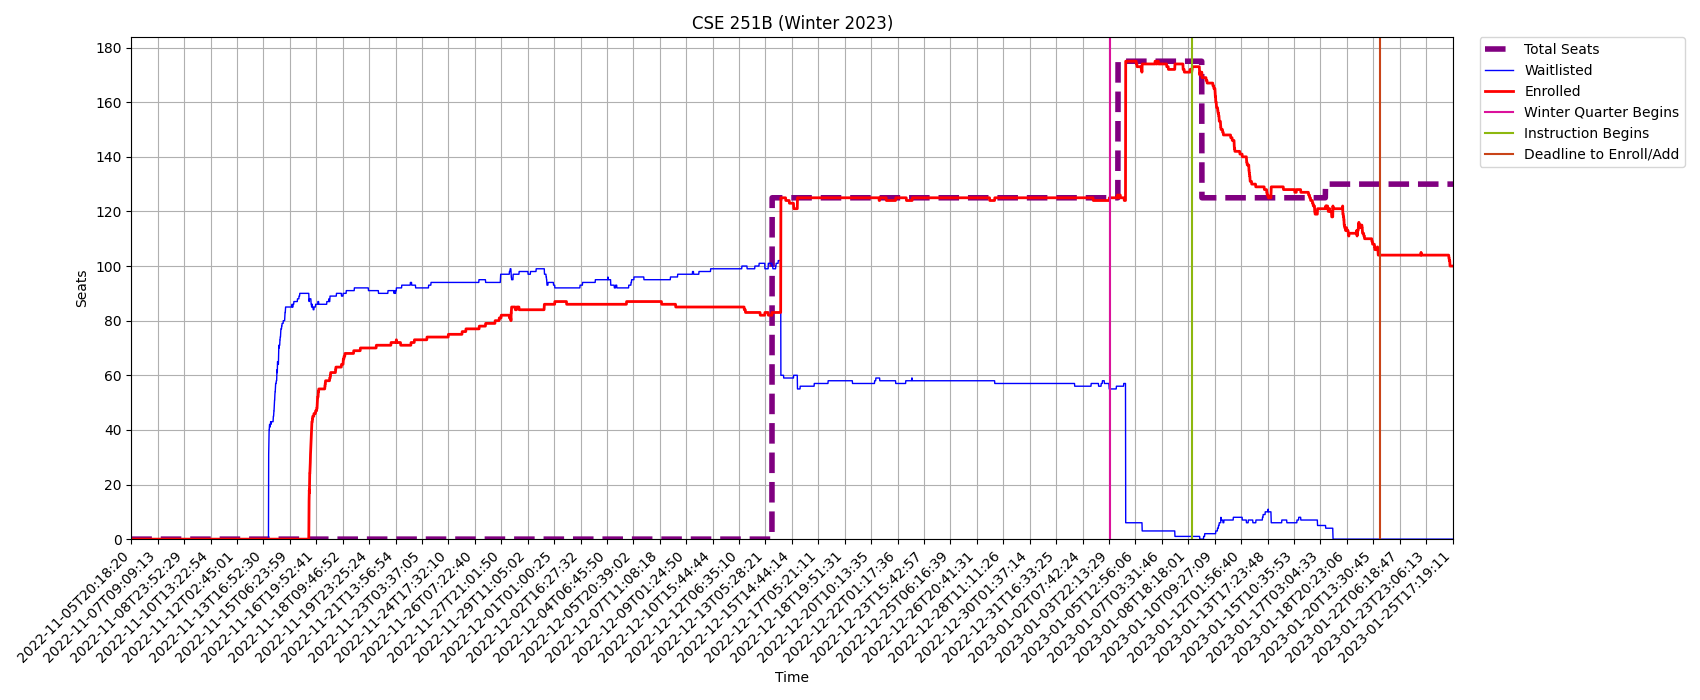 CSE 251B (Winter 2023)
Total Seats
Waitlisted
Enrolled
Winter Quarter Begins
Instruction Begins
Deadline to Enroll/Add
Seats
180
160
140
120
100
80
60
40
20
0
2022-11-05T20:18:20
2022-11-07T09:09:13
2022-11-08T23:52:29
2022-11-10T13:22:54
2022-11-12T02:45:01
2022-11-13T16:52:30
2022-11-15T06:23:59
2022-11-16T19:52:41
2022-11-18T09:46:52
2022-11-19T23:25:24
2022-11-21T13:56:54
2022-11-23T03:37:05
2022-11-24T17:32:10
2022-11-26T07:22:40
2022-11-27T21:01:50
2022-11-29T11:05:02
2022-12-01T01:00:25
2022-12-02T16:27:32
2022-12-04T06:45:50
2022-12-05T20:39:02
2022-12-07T11:08:18
2022-12-09T01:24:50
2022-12-10T15:44:44
2022-12-12T06:35:10
2022-12-13T05:28:21
2022-12-15T14:44:14
2022-12-17T05:21:11
2022-12-18T19:51:31
2022-12-20T10:13:35
2022-12-22T01:17:36
2022-12-23T15:42:57
2022-12-25T06:16:39
2022-12-26T20:41:31
2022-12-28T11:11:26
2022-12-30T01:37:14
2022-12-31T16:33:25
2023-01-02T07:42:24
2023-01-03T22:13:29
2023-01-05T12:56:06
2023-01-07T03:31:46
2023-01-08T18:18:01
2023-01-10T09:27:09
2023-01-12T01:56:40
2023-01-13T17:23:48
2023-01-15T10:35:53
2023-01-17T03:04:33
2023-01-18T20:23:06
2023-01-20T13:30:45
2023-01-22T06:18:47
2023-01-23T23:06:13
2023-01-25T17:19:11
Time